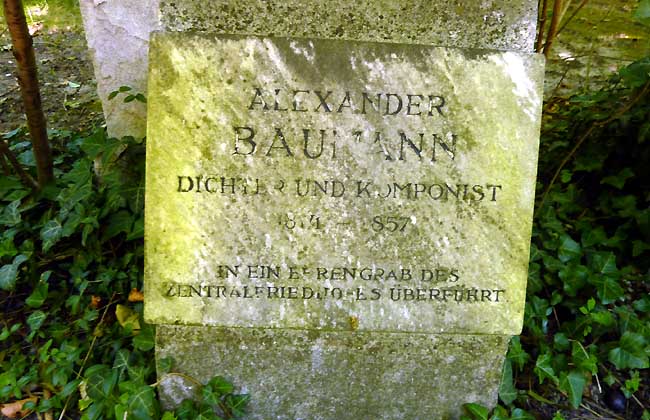 ALEXANDER
BAUMANN
DICHTER UND KOMPONIST
1814 - 1857
IN EIN EHRENGRAB DES
ZENTRALFRIEDHOFES ÜBERFÜHRT